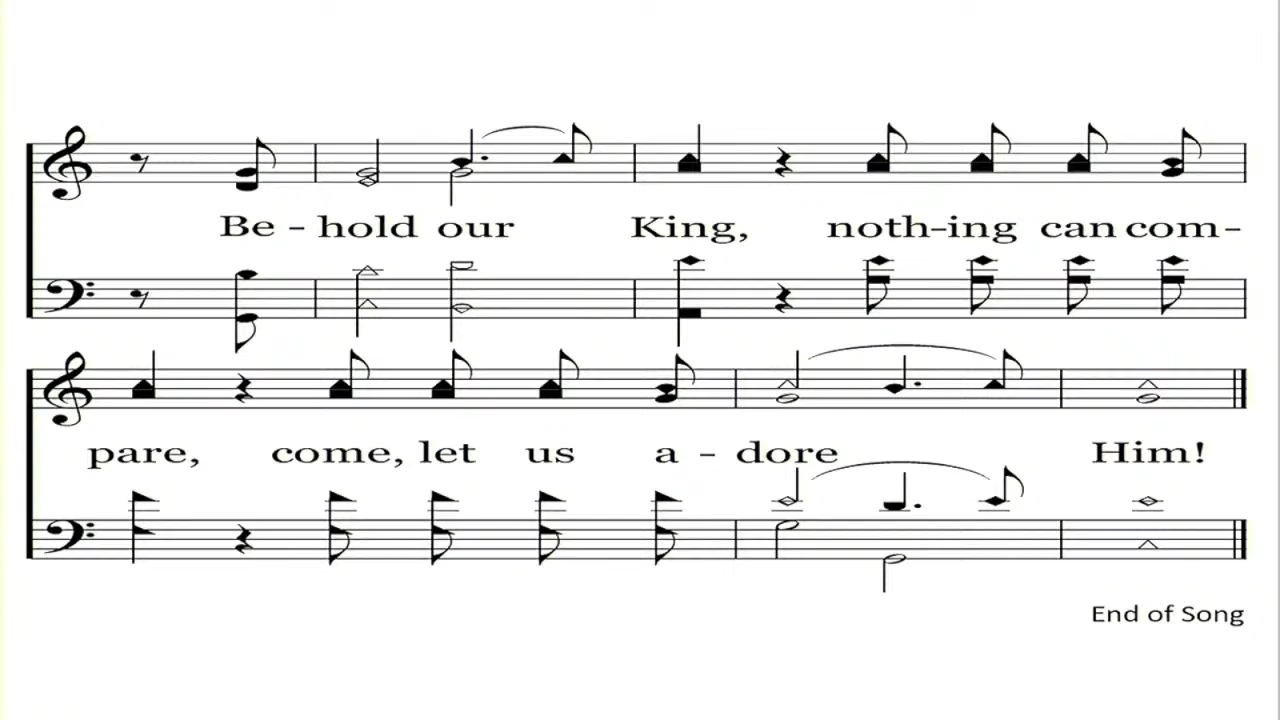 Be - hold our King, noth-ing can com-
pare, come, let us a - dore Him!
End of Song